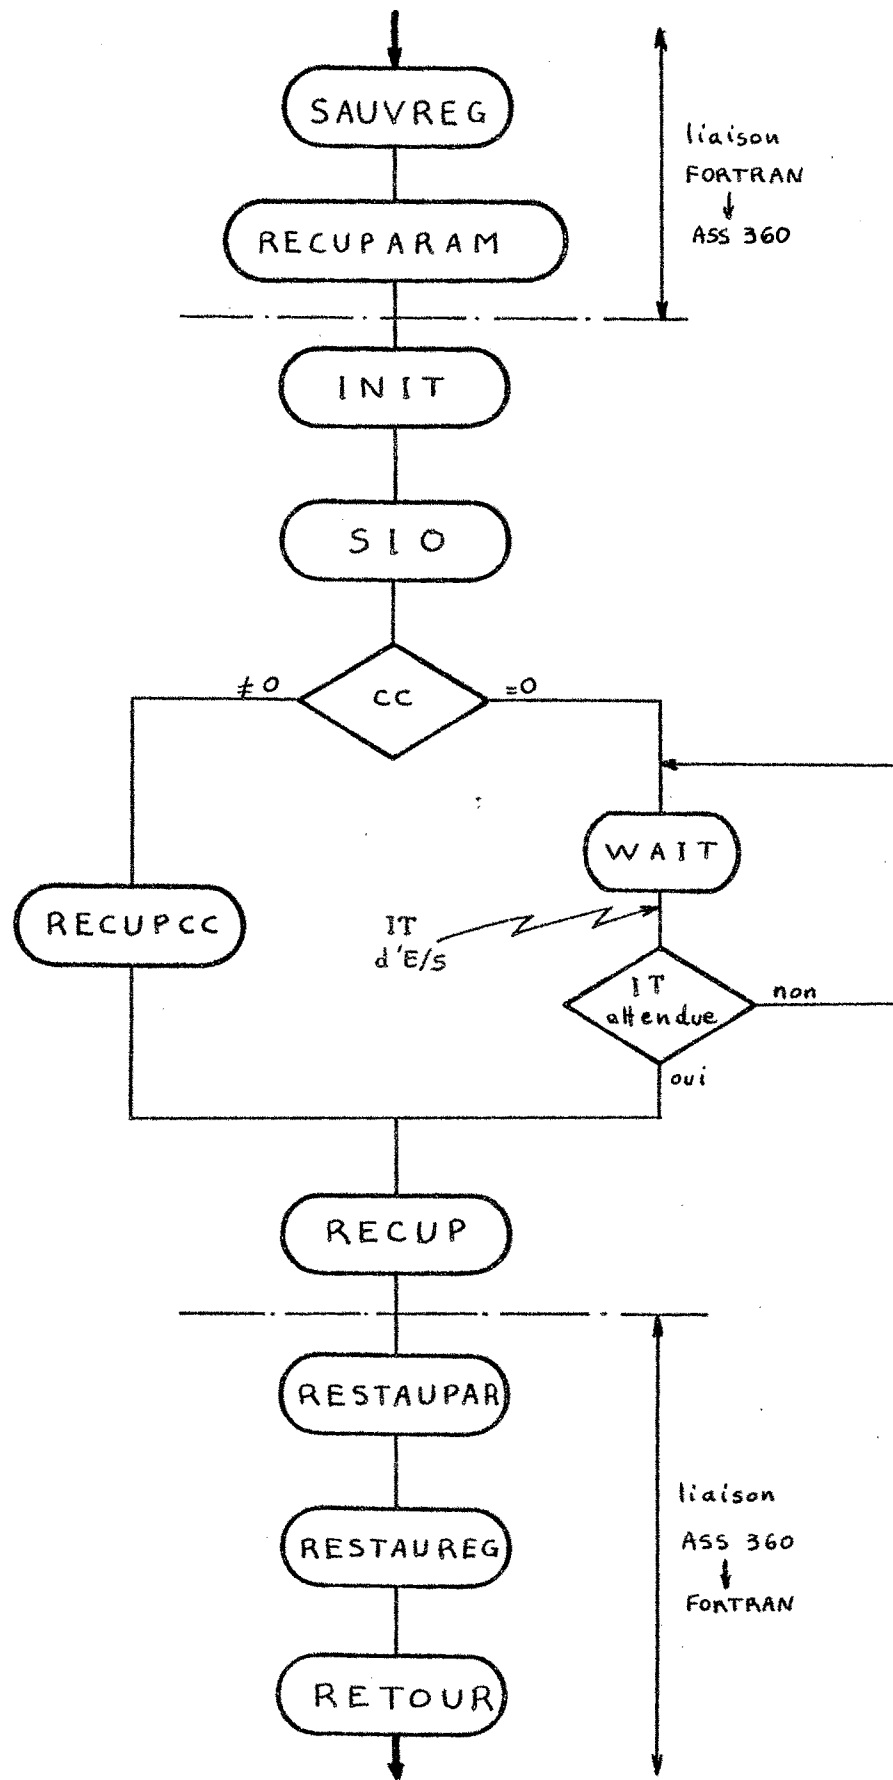 SAUVREG
liaison
FORTRAN
ASS 360
RECUPARAM
INIT
SIO
≠ 0
CC
=0
WAIT
RECUPCC
IT
d'E/S
IT
attendue
non
oui
RECUP
RESTAUPAR
liaison
ASS 360
FORTRAN
RESTAUREG
RETOUR